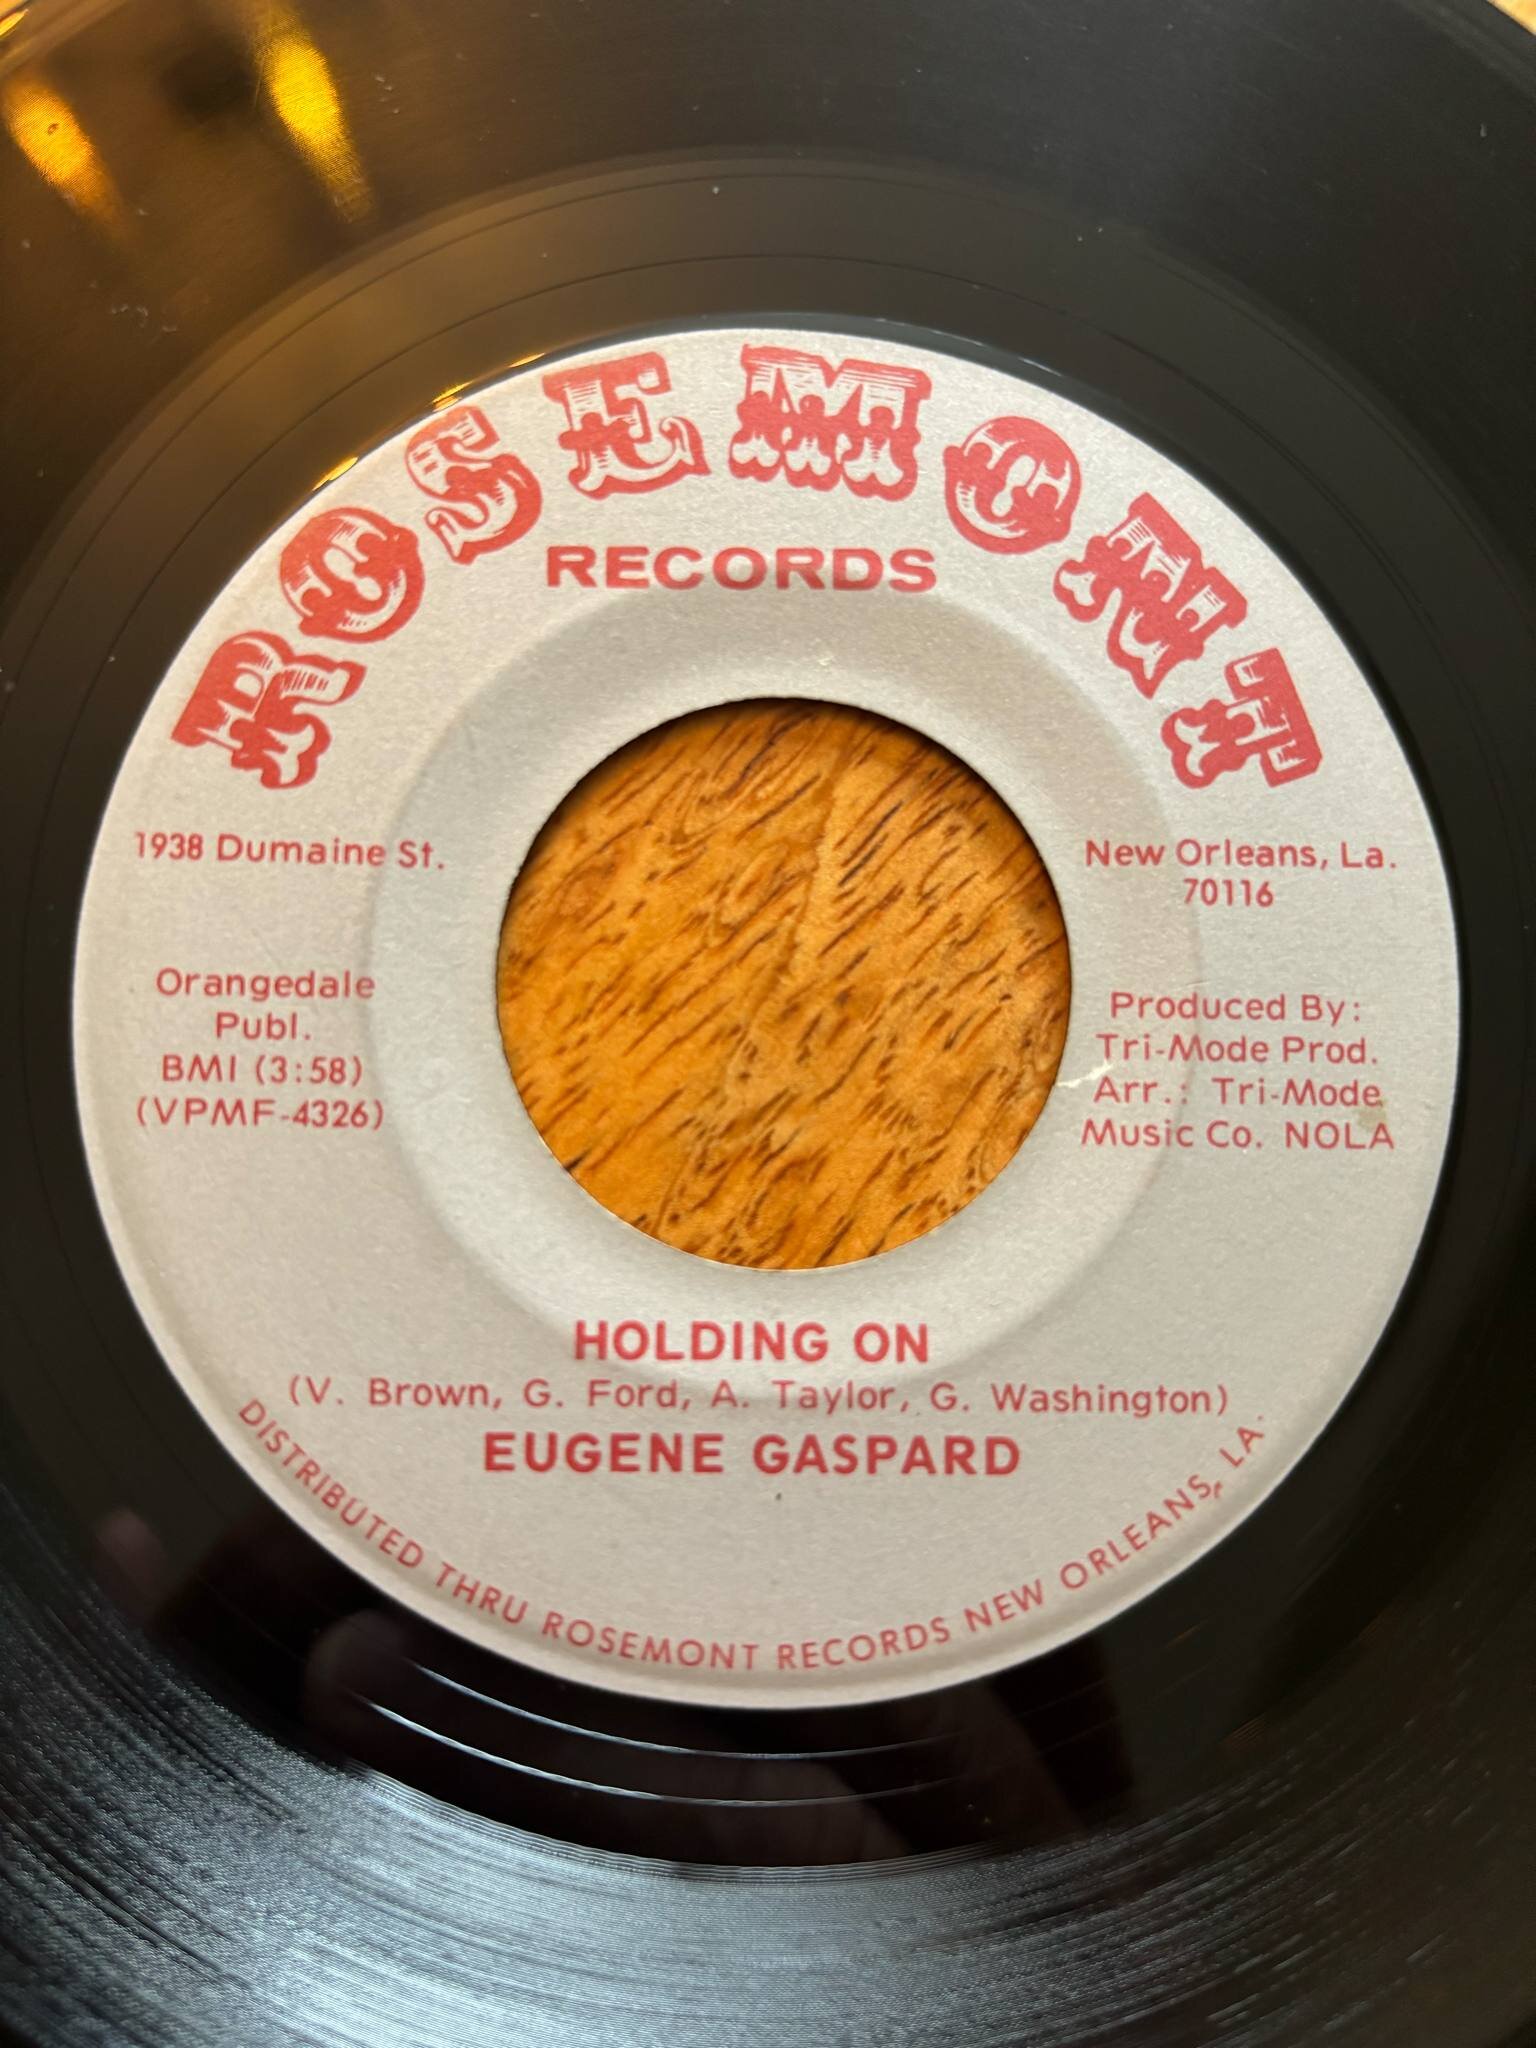 ROSEMONT
RECORDS
1938 Dumaine St.
New Orleans, La.
70116
Orangedale
Publ.
BMI (3:58)
(VPMF-4326)
Produced By:
Tri-Mode Prod.
Arr.: Tri-Mode
Music Co. NOLA
HOLDING ON
(V. Brown, G. Ford, A. Taylor, G. Washington)
EUGENE GASPARD
DISTRIBUTED THRU ROSEMONT RECORDS NEW ORLEANS, LA.